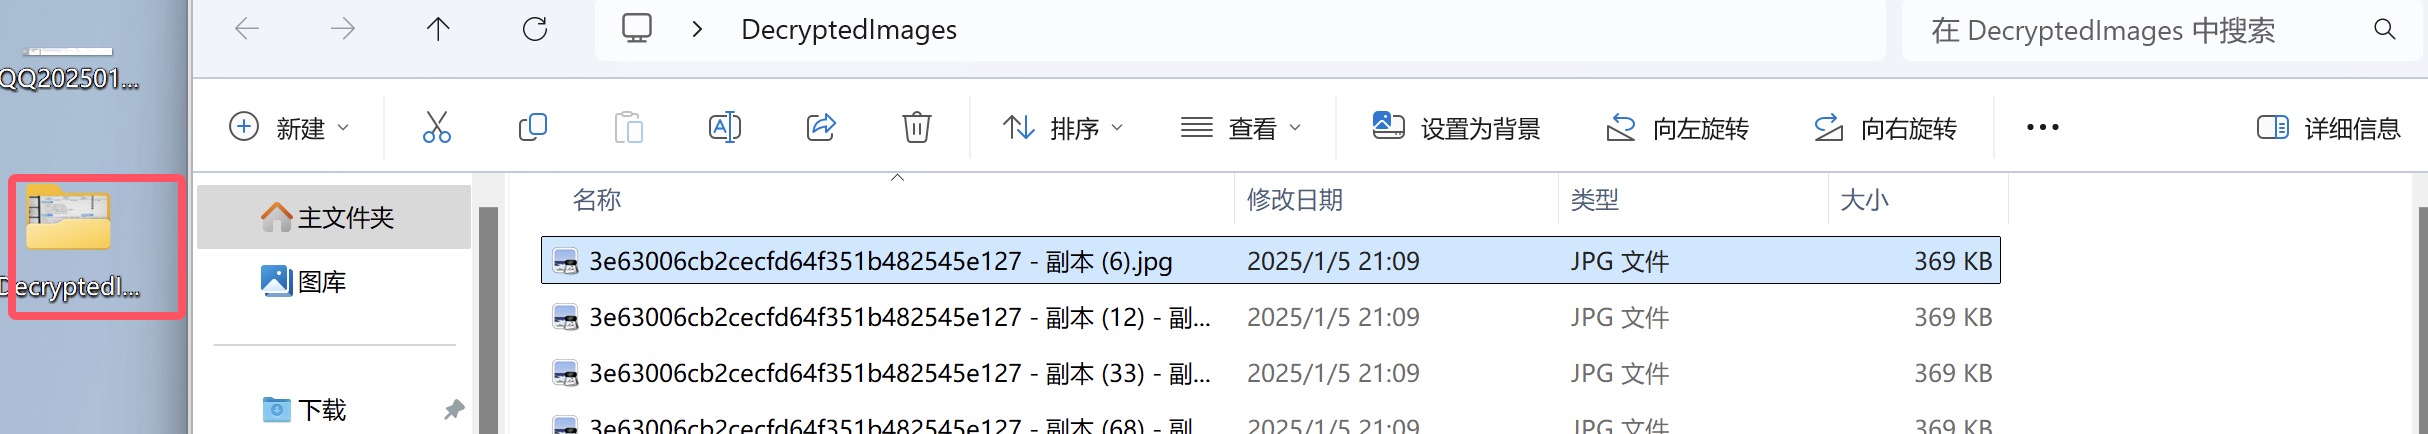 QQ202501...
DecryptedI...
DecryptedImages
在 DecryptedImages 中搜索
新建
排序
查看
设置为背景
向左旋转
向右旋转
详细信息
主文件夹
图库
下载
名称 修改日期 类型 大小
3e63006cb2cecfd64f351b482545e127 - 副本 (6).jpg 2025/1/5 21:09 JPG 文件 369 KB
3e63006cb2cecfd64f351b482545e127 - 副本 (12) - 副... 2025/1/5 21:09 JPG 文件 369 KB
3e63006cb2cecfd64f351b482545e127 - 副本 (33) - 副... 2025/1/5 21:09 JPG 文件 369 KB
3e63006cb2cecfd64f351b482545e127 - 副本 (68) - 副... 2025/1/5 21:09 JPG 文件 369 KB